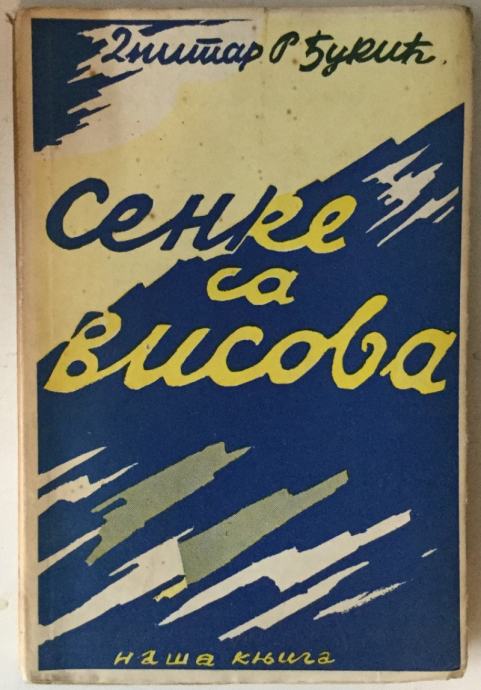 Димитар Р Ђукић
Сенке
са
висова
наша књига